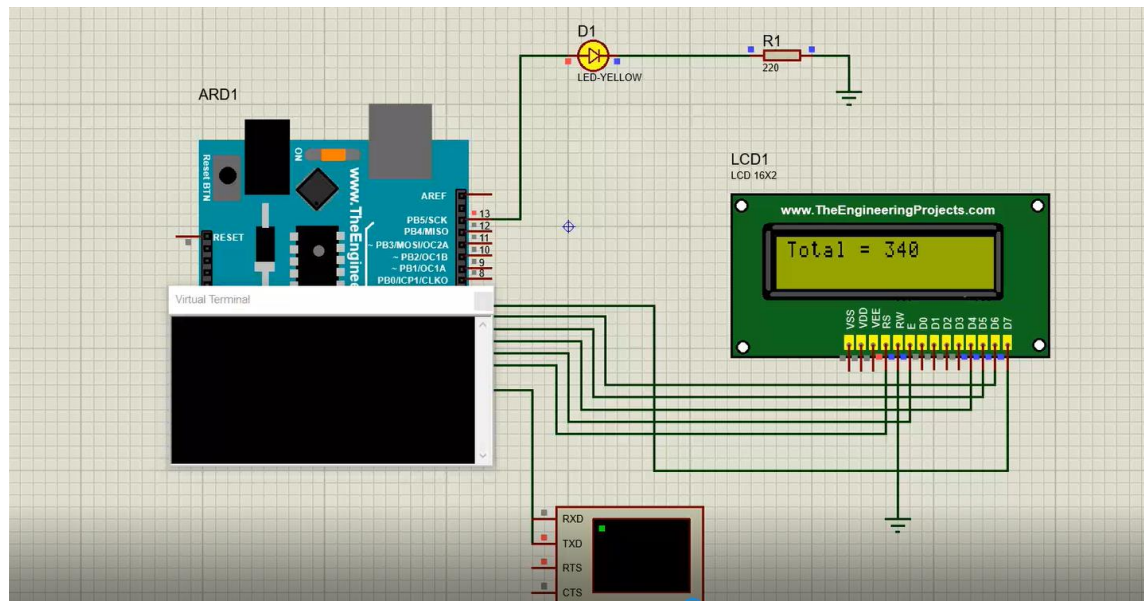 D1
LED-YELLOW
R1
220
ARD1
Reset BTN
ON
www.TheEnginee
RESET
AREF
PB5/SCK
13
PB4/MISO
12
~ PB3/MOSI/OC2A
11
~ PB2/OC1B
10
~ PB1/OC1A
9
PB0/ICP1/CLKO
8
LCD1
LCD 16X2
www.TheEngineeringProjects.com
Total = 340
VSS
VDD
VEE
RS
RW
E
D0
D1
D2
D3
D4
D5
D6
D7
Virtual Terminal
RXD
TXD
RTS
CTS